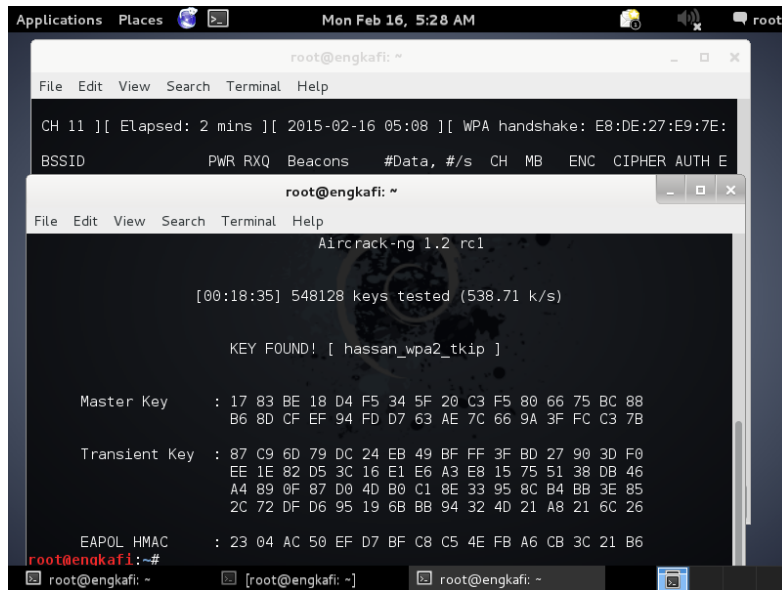 Applications Places Mon Feb 16, 5:28 AM root
root@engkafi: ~
File Edit View Search Terminal Help
CH 11 ][ Elapsed: 2 mins ][ 2015-02-16 05:08 ][ WPA handshake: E8:DE:27:E9:7E:
BSSID PWR RXQ Beacons #Data, #/s CH MB ENC CIPHER AUTH E
root@engkafi: ~
File Edit View Search Terminal Help
Aircrack-ng 1.2 rc1
[00:18:35] 548128 keys tested (538.71 k/s)
KEY FOUND! [ hassan_wpa2_tkip ]
Master Key : 17 83 BE 18 D4 F5 34 5F 20 C3 F5 80 66 75 BC 88
B6 8D CF EF 94 FD D7 63 AE 7C 66 9A 3F FC C3 7B
Transient Key : 87 C9 6D 79 DC 24 EB 49 BF FF 3F BD 27 90 3D F0
EE 1E 82 D5 3C 16 E1 E6 A3 E8 15 75 51 38 DB 46
A4 89 0F 87 D0 4D B0 C1 8E 33 95 8C B4 BB 3E 85
2C 72 DF D6 95 19 6B BB 94 32 4D 21 A8 21 6C 26
EAPOL HMAC : 23 04 AC 50 EF D7 BF C8 C5 4E FB A6 CB 3C 21 B6
root@engkafi:~#
root@engkafi: ~ [root@engkafi: ~] root@engkafi: ~